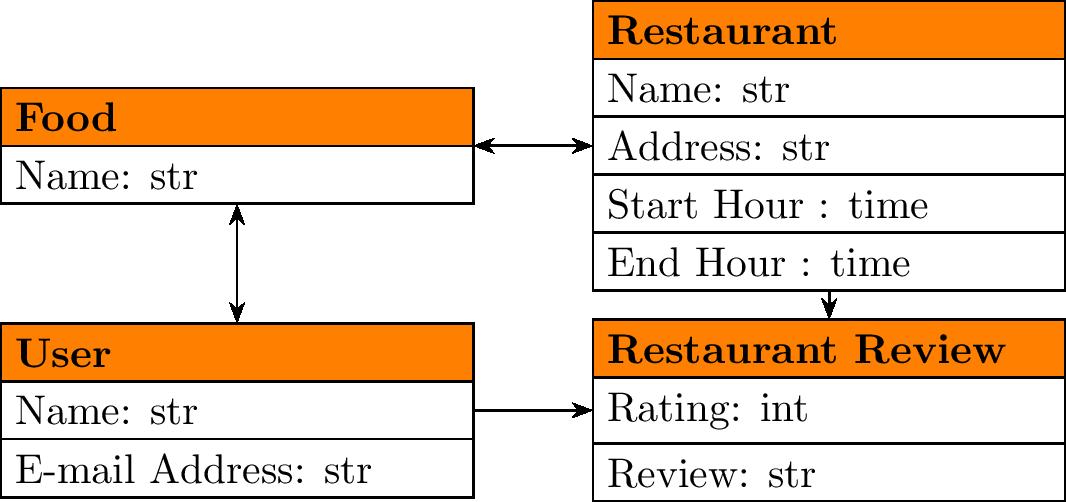 Food
Name: str
Restaurant
Name: str
Address: str
Start Hour : time
End Hour : time
User
Name: str
E-mail Address: str
Restaurant Review
Rating: int
Review: str